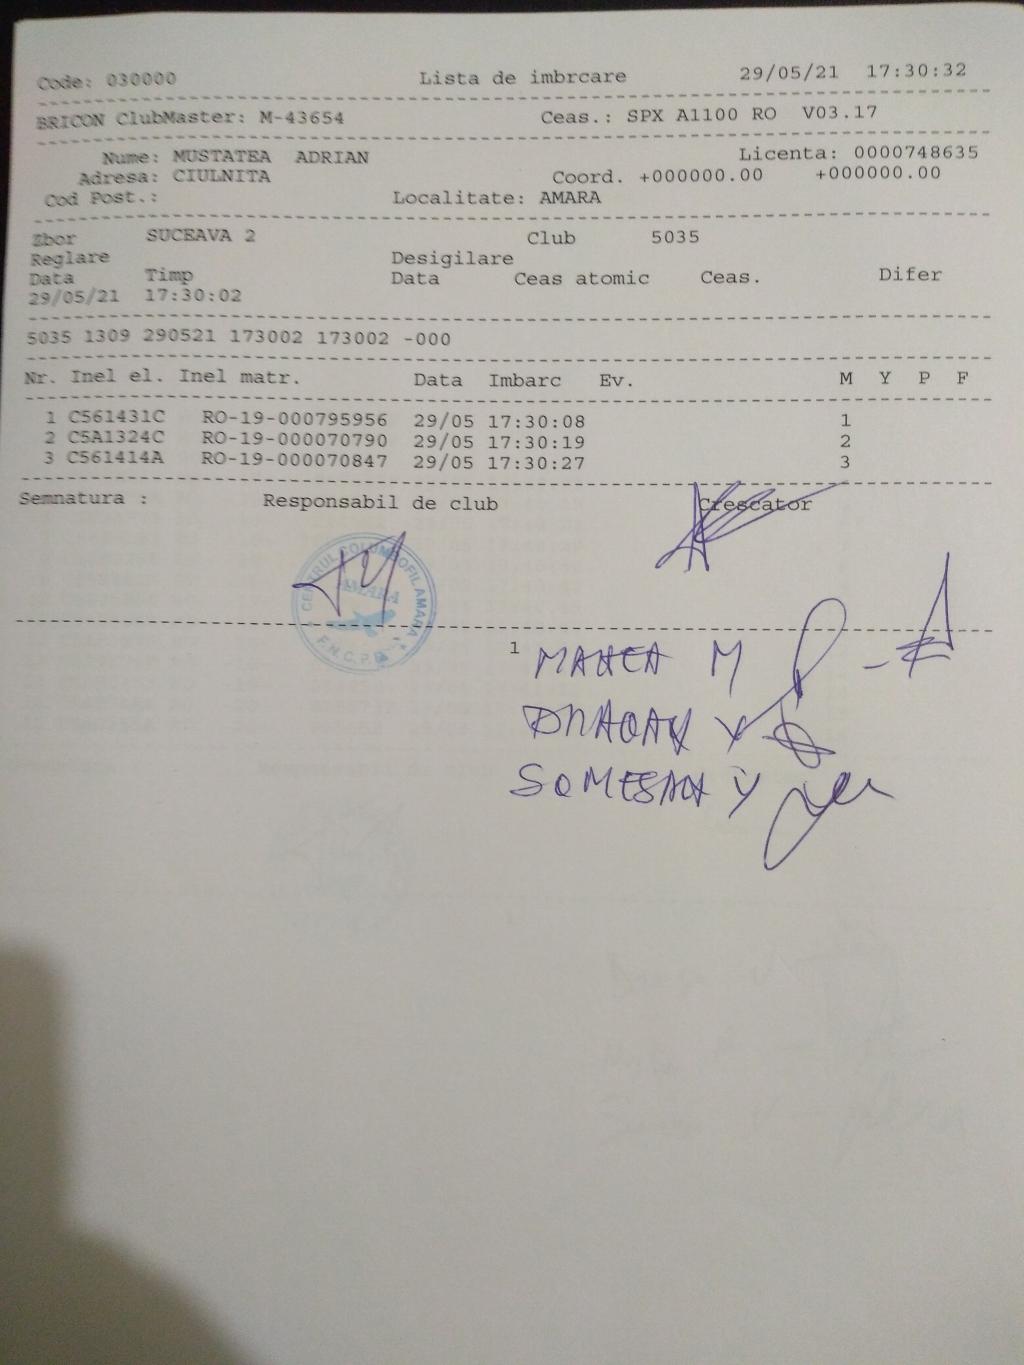 Code: 030000 Lista de imbrcare 29/05/21 17:30:32
BRICON ClubMaster: M-43654 Ceas.: SPX A1100 RO V03.17
Nume: MUSTATEA ADRIAN Licenta: 0000748635
Adresa: CIULNITA Coord. +000000.00 +000000.00
Cod Post.: Localitate: AMARA
Zbor SUCEAVA 2 Club 5035
Reglare Desigilare
Data Timp Data Ceas atomic Ceas. Difer
29/05/21 17:30:02
5035 1309 290521 173002 173002 -000
Nr. Inel el. Inel matr. Data Imbarc Ev. M Y P F
1 C561431C RO-19-000795956 29/05 17:30:08 1
2 C5A1324C RO-19-000070790 29/05 17:30:19 2
3 C561414A RO-19-000070847 29/05 17:30:27 3
Semnatura : Responsabil de club Crescator
CENTRUL COLUMBOFIL AMARA
AMARA
F.N.C.P.R.
1
MANEA M
DRAGAN V
SOMESAN V